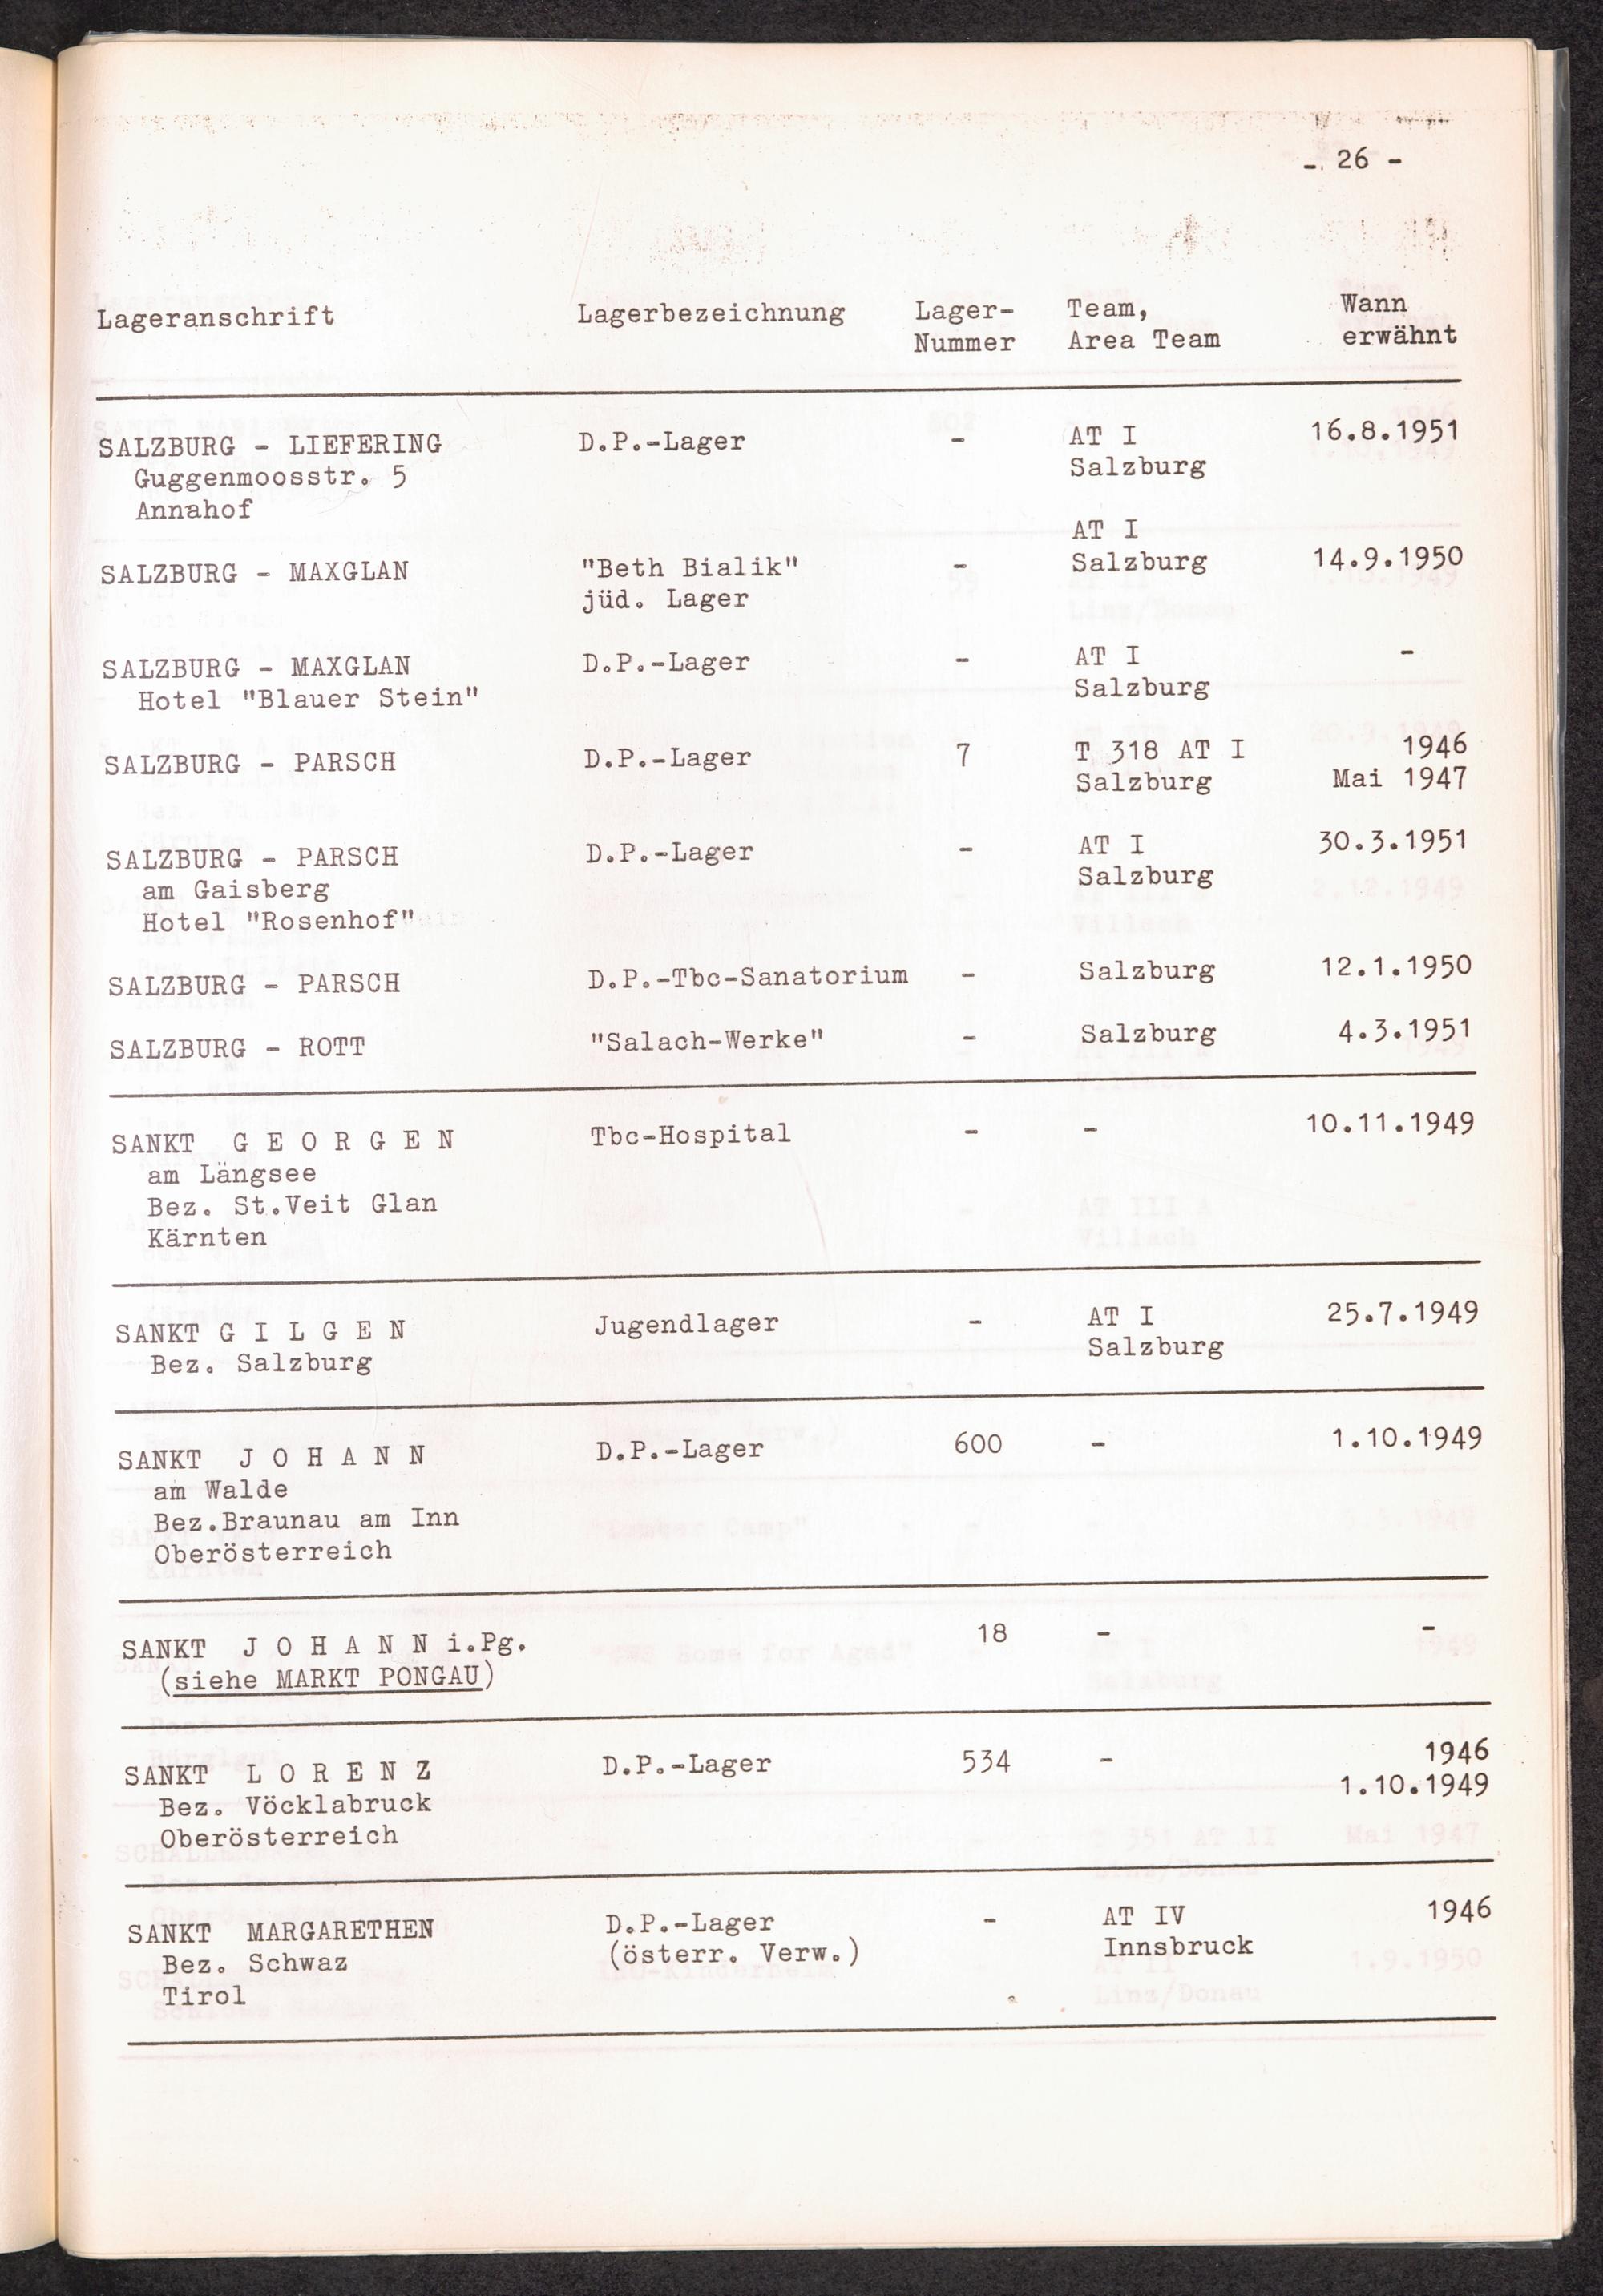 - 26 -
Lageranschrift Lagerbezeichnung Lager- Team, Wann
Nummer Area Team erwähnt
SALZBURG - LIEFERING D.P.-Lager - AT I 16.8.1951
Guggenmoosstr. 5 Salzburg
Annahof
AT I
SALZBURG - MAXGLAN "Beth Bialik" - Salzburg 14.9.1950
jüd. Lager
SALZBURG - MAXGLAN D.P.-Lager - AT I -
Hotel "Blauer Stein" Salzburg
SALZBURG - PARSCH D.P.-Lager 7 T 318 AT I 1946
Salzburg Mai 1947
SALZBURG - PARSCH D.P.-Lager - AT I 30.3.1951
am Gaisberg Salzburg
Hotel "Rosenhof"
SALZBURG - PARSCH D.P.-Tbc-Sanatorium - Salzburg 12.1.1950
SALZBURG - ROTT "Salach-Werke" - Salzburg 4.3.1951
SANKT G E O R G E N Tbc-Hospital - - 10.11.1949
am Längsee
Bez. St.Veit Glan
Kärnten
SANKT G I L G E N Jugendlager - AT I 25.7.1949
Bez. Salzburg Salzburg
SANKT J O H A N N D.P.-Lager 600 - 1.10.1949
am Walde
Bez.Braunau am Inn
Oberösterreich
SANKT J O H A N N i.Pg. 18 - -
(siehe MARKT PONGAU)
SANKT L O R E N Z D.P.-Lager 534 - 1946
Bez. Vöcklabruck 1.10.1949
Oberösterreich
SANKT MARGARETHEN D.P.-Lager - AT IV 1946
Bez. Schwaz (österr. Verw.) Innsbruck
Tirol